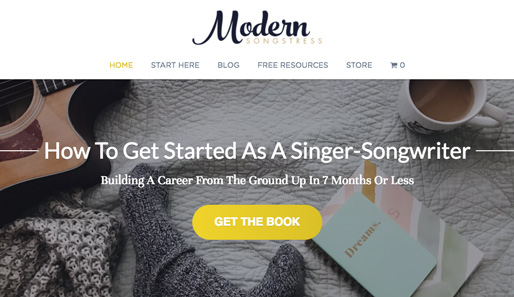 Modern
SONGSTRESS
HOME START HERE BLOG FREE RESOURCES STORE 0
How To Get Started As A Singer-Songwriter
Building A Career From The Ground Up In 7 Months Or Less
GET THE BOOK
Dreams.